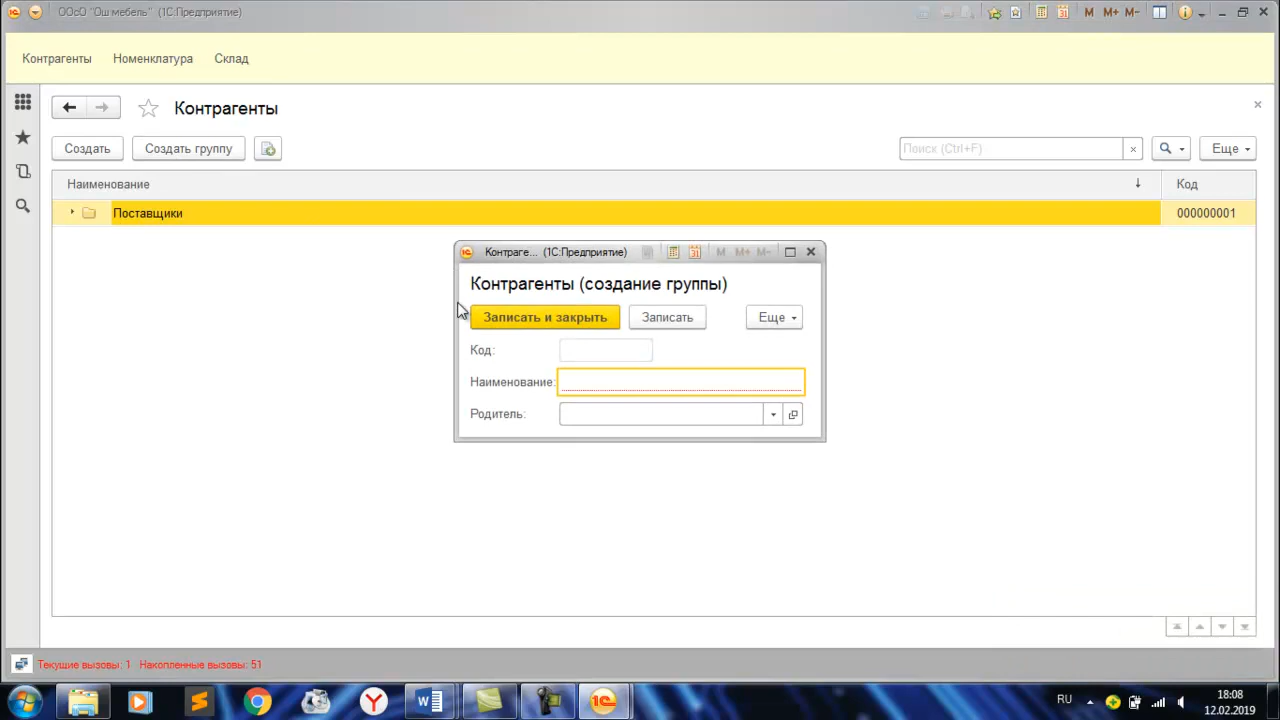 ООсО "Ош мебель" (1С:Предприятие)
M M+ M-
Контрагенты Номенклатура Склад
Контрагенты
Создать Создать группу Поиск (Ctrl+F) × Еще
Наименование ↓ Код
Поставщики 000000001
Контраге... (1С:Предприятие) M M+ M-
Контрагенты (создание группы)
Записать и закрыть Записать Еще
Код:
Наименование:
Родитель:
Текущие вызовы: 1 Накопленные вызовы: 51
RU 18:08
12.02.2019